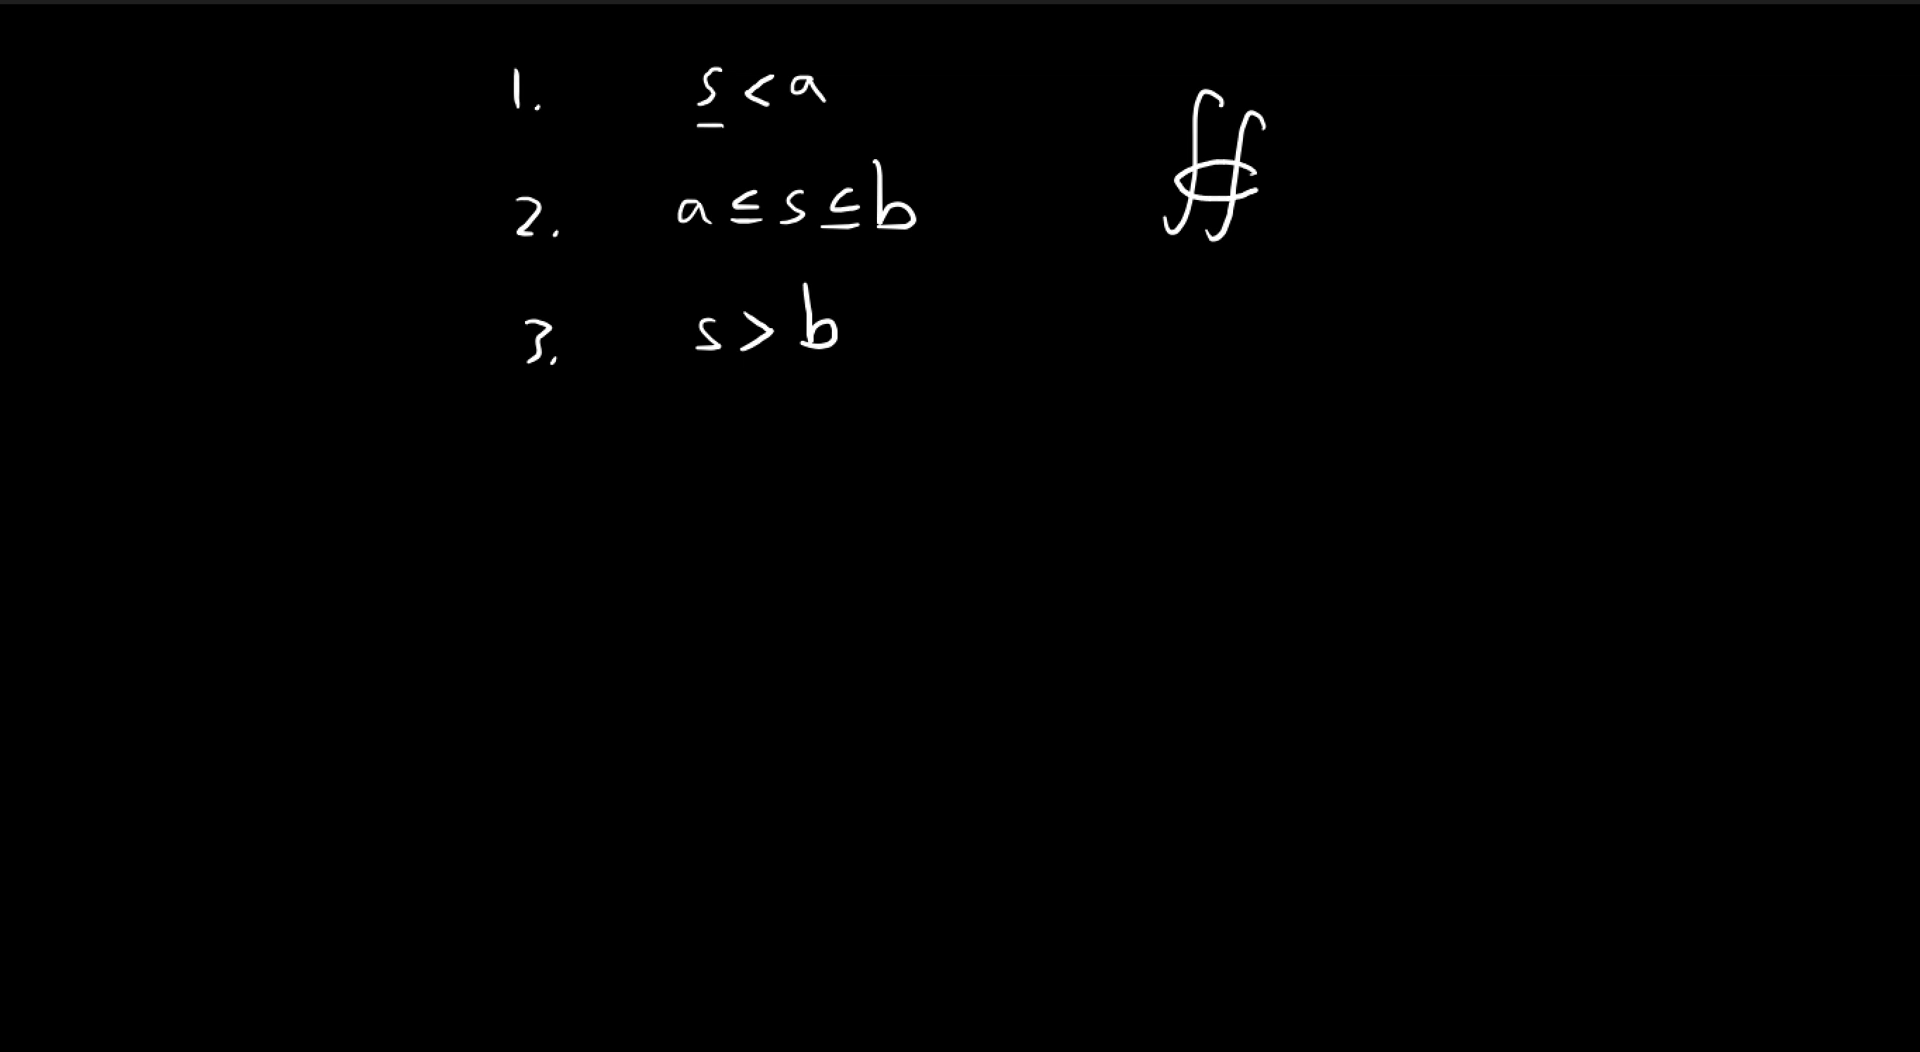 1. s < a
∯
2. a ≤ s ≤ b
3. s > b